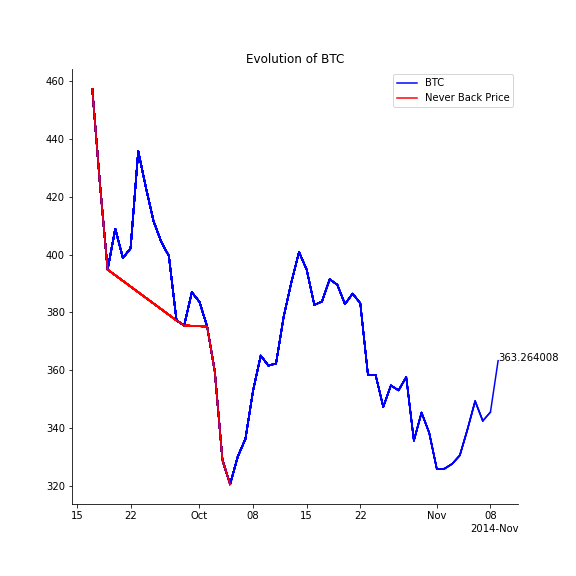 Evolution of BTC
BTC
Never Back Price
460
440
420
400
380
360
340
320
363.264008
15
22
Oct
08
15
22
Nov
08
2014-Nov